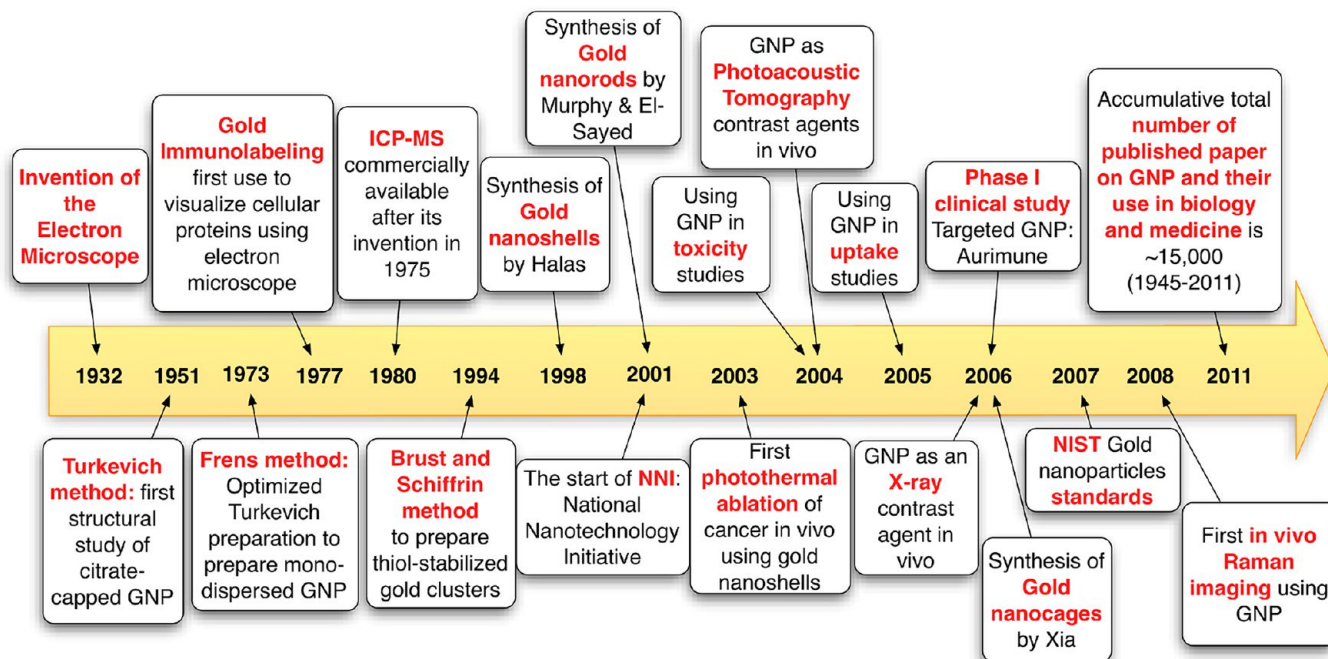 Invention of
the
Electron
Microscope
Gold
Immunolabeling
first use to
visualize cellular
proteins using
electron
microscope
ICP-MS
commercially
available
after its
invention in
1975
Synthesis of
Gold
nanoshells
by Halas
Synthesis of
Gold
nanorods by
Murphy & El-
Sayed
Using
GNP in
toxicity
studies
GNP as
Photoacoustic
Tomography
contrast agents
in vivo
Using
GNP in
uptake
studies
Phase I
clinical study
Targeted GNP:
Aurimune
Accumulative total
number of
published paper
on GNP and their
use in biology
and medicine is
~15,000
(1945-2011)
1932 1951 1973 1977 1980 1994 1998 2001 2003 2004 2005 2006 2007 2008 2011
Turkevich
method: first
structural
study of
citrate-
capped GNP
Frens method:
Optimized
Turkevich
preparation to
prepare mono-
dispersed GNP
Brust and
Schiffrin
method
to prepare
thiol-stabilized
gold clusters
The start of NNI:
National
Nanotechnology
Initiative
First
photothermal
ablation of
cancer in vivo
using gold
nanoshells
GNP as an
X-ray
contrast
agent in
vivo
Synthesis of
Gold
nanocages
by Xia
NIST Gold
nanoparticles
standards
First in vivo
Raman
imaging using
GNP